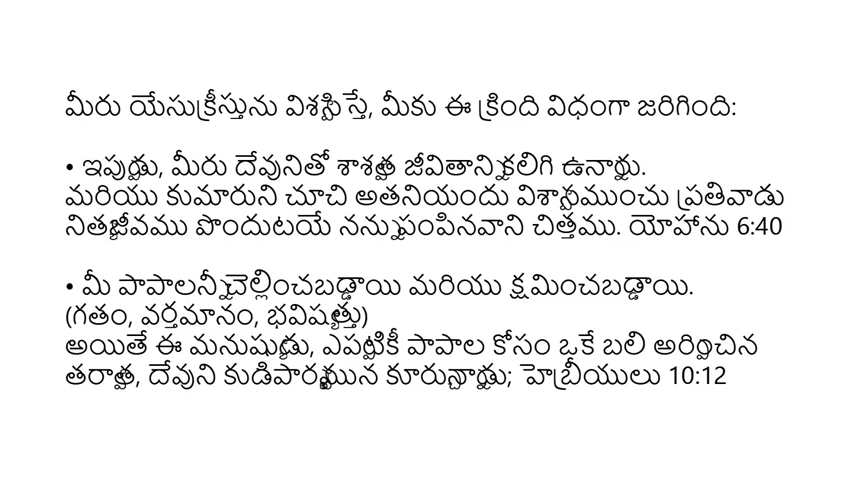 మీరు యేసుక్రీస్తును విశ్వసిస్తే, మీకు ఈ క్రింది విధంగా జరిగింది:
• ఇప్పుడు, మీరు దేవునితో శాశ్వత జీవితాన్ని కలిగి ఉన్నారు.
మరియు కుమారుని చూచి అతనియందు విశ్వాసముంచు ప్రతివాడు
నిత్యజీవము పొందుటయే నన్ను పంపినవాని చిత్తము. యోహాను 6:40
• మీ పాపాలన్నీ చెల్లించబడ్డాయి మరియు క్షమించబడ్డాయి.
(గతం, వర్తమానం, భవిష్యత్తు)
అయితే ఈ మనుష్యుడు, ఎప్పటికీ పాపాల కోసం ఒకే బలి అర్పించిన
తర్వాత, దేవుని కుడిపార్శ్వమున కూర్చున్నాడు; హెబ్రీయులు 10:12